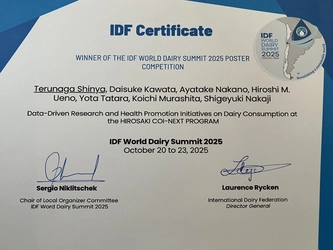 IDF Certificate
WINNER OF THE IDF WORLD DAIRY SUMMIT 2025 POSTER
COMPETITION
IDF
WORLD
DAIRY
SUMMIT
2025
Terunaga Shinya, Daisuke Kawata, Ayatake Nakano, Hiroshi M.
Ueno, Yota Tatara, Koichi Murashita, Shigeyuki Nakaji
Data-Driven Research and Health Promotion Initiatives on Dairy Consumption at
the HIROSAKI COI-NEXT PROGRAM
IDF World Dairy Summit 2025
October 20 to 23, 2025
Sergio Niklitschek
Chair of Local Organizer Committee
IDF Word Dairy Summit 2025
Laurence Rycken
International Dairy Federation
Director General